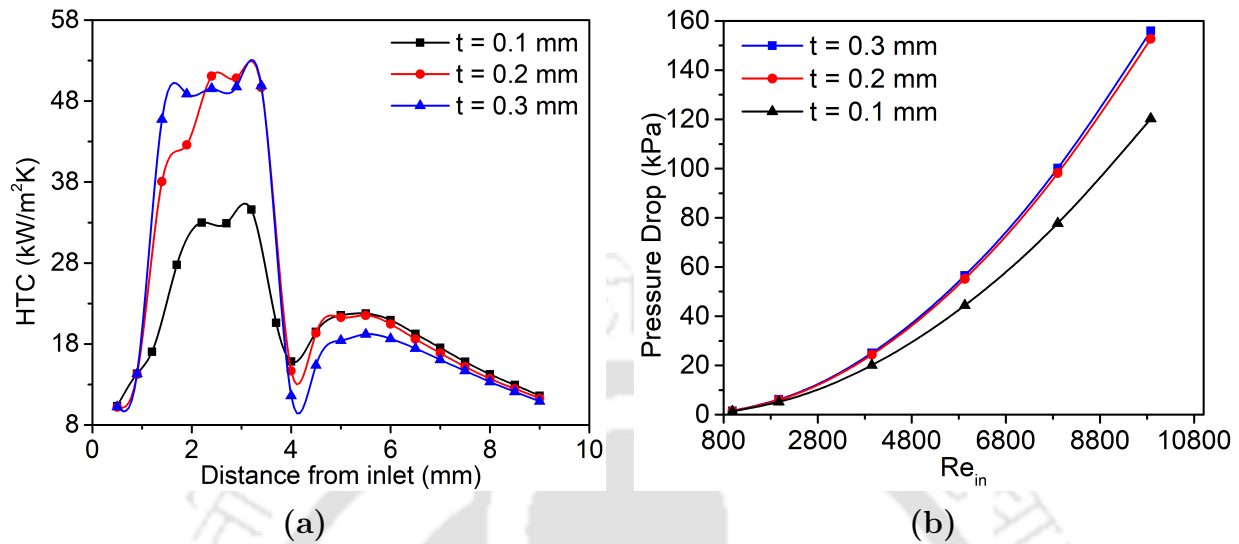 58
48
38
28
18
8
HTC (kW/m²K)
t = 0.1 mm
t = 0.2 mm
t = 0.3 mm
0 2 4 6 8 10
Distance from inlet (mm)
(a)
160
140
120
100
80
60
40
20
0
Pressure Drop (kPa)
t = 0.3 mm
t = 0.2 mm
t = 0.1 mm
800 2800 4800 6800 8800 10800
Re_in
(b)